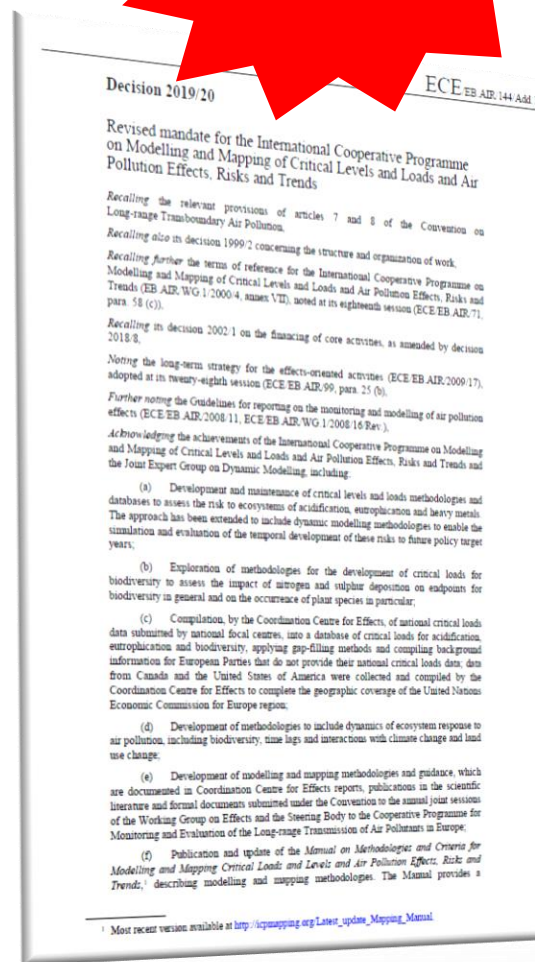 ECE/EB.AIR/144/Add.
Decision 2019/20
Revised mandate for the International Cooperative Programme
on Modelling and Mapping of Critical Levels and Loads and Air
Pollution Effects, Risks and Trends
Recalling the relevant provisions of articles 7 and 8 of the Convention on
Long-range Transboundary Air Pollution,
Recalling also its decision 1999/2 concerning the structure and organization of work,
Recalling further the terms of reference for the International Cooperative Programme on
Modelling and Mapping of Critical Levels and Loads and Air Pollution Effects, Risks and
Trends (EB.AIR/WG.1/2000/4, annex VII), noted at its eighteenth session (ECE/EB.AIR/71,
para. 58 (c)),
Recalling its decision 2002/1 on the financing of core activities, as amended by decision
2018/8,
Noting the long-term strategy for the effects-oriented activities (ECE/EB.AIR/2009/17),
adopted at its twenty-eighth session (ECE/EB.AIR/99, para. 25 (b),
Further noting the Guidelines for reporting on the monitoring and modelling of air pollution
effects (ECE/EB.AIR/2008/11, ECE/EB.AIR/WG.1/2008/16/Rev.),
Acknowledging the achievements of the International Cooperative Programme on Modelling
and Mapping of Critical Levels and Loads and Air Pollution Effects, Risks and Trends and
the Joint Expert Group on Dynamic Modelling, including:
(a) Development and maintenance of critical levels and loads methodologies and
databases to assess the risk to ecosystems of acidification, eutrophication and heavy metals.
The approach has been extended to include dynamic modelling methodologies to enable the
simulation and evaluation of the temporal development of these risks to future policy target
years;
(b) Exploration of methodologies for the development of critical loads for
biodiversity to assess the impact of nitrogen and sulphur deposition on endpoints for
biodiversity in general and on the occurrence of plant species in particular;
(c) Compilation, by the Coordination Centre for Effects, of national critical loads
data submitted by national focal centres, into a database of critical loads for acidification,
eutrophication and biodiversity, applying gap-filling methods and compiling background
information for European Parties that do not provide their national critical loads data; data
from Canada and the United States of America were collected and compiled by the
Coordination Centre for Effects to complete the geographic coverage of the United Nations
Economic Commission for Europe region;
(d) Development of methodologies to include dynamics of ecosystem response to
air pollution, including biodiversity, time lags and interactions with climate change and land
use change;
(e) Development of modelling and mapping methodologies and guidance, which
are documented in Coordination Centre for Effects reports, publications in the scientific
literature and formal documents submitted under the Convention to the annual joint sessions
of the Working Group on Effects and the Steering Body to the Cooperative Programme for
Monitoring and Evaluation of the Long-range Transmission of Air Pollutants in Europe;
(f) Publication and update of the Manual on Methodologies and Criteria for
Modelling and Mapping Critical Loads and Levels and Air Pollution Effects, Risks and
Trends,¹ describing modelling and mapping methodologies. The Manual provides a
¹ Most recent version available at http://icpmapping.org/Latest_update_Mapping_Manual.